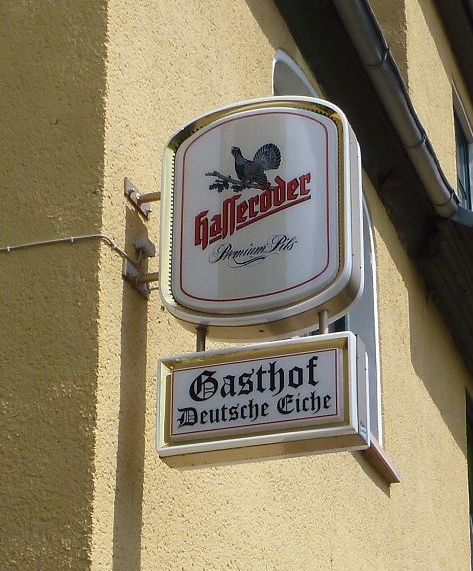 Hasseröder
Premium Pils
Gasthof
Deutsche Eiche